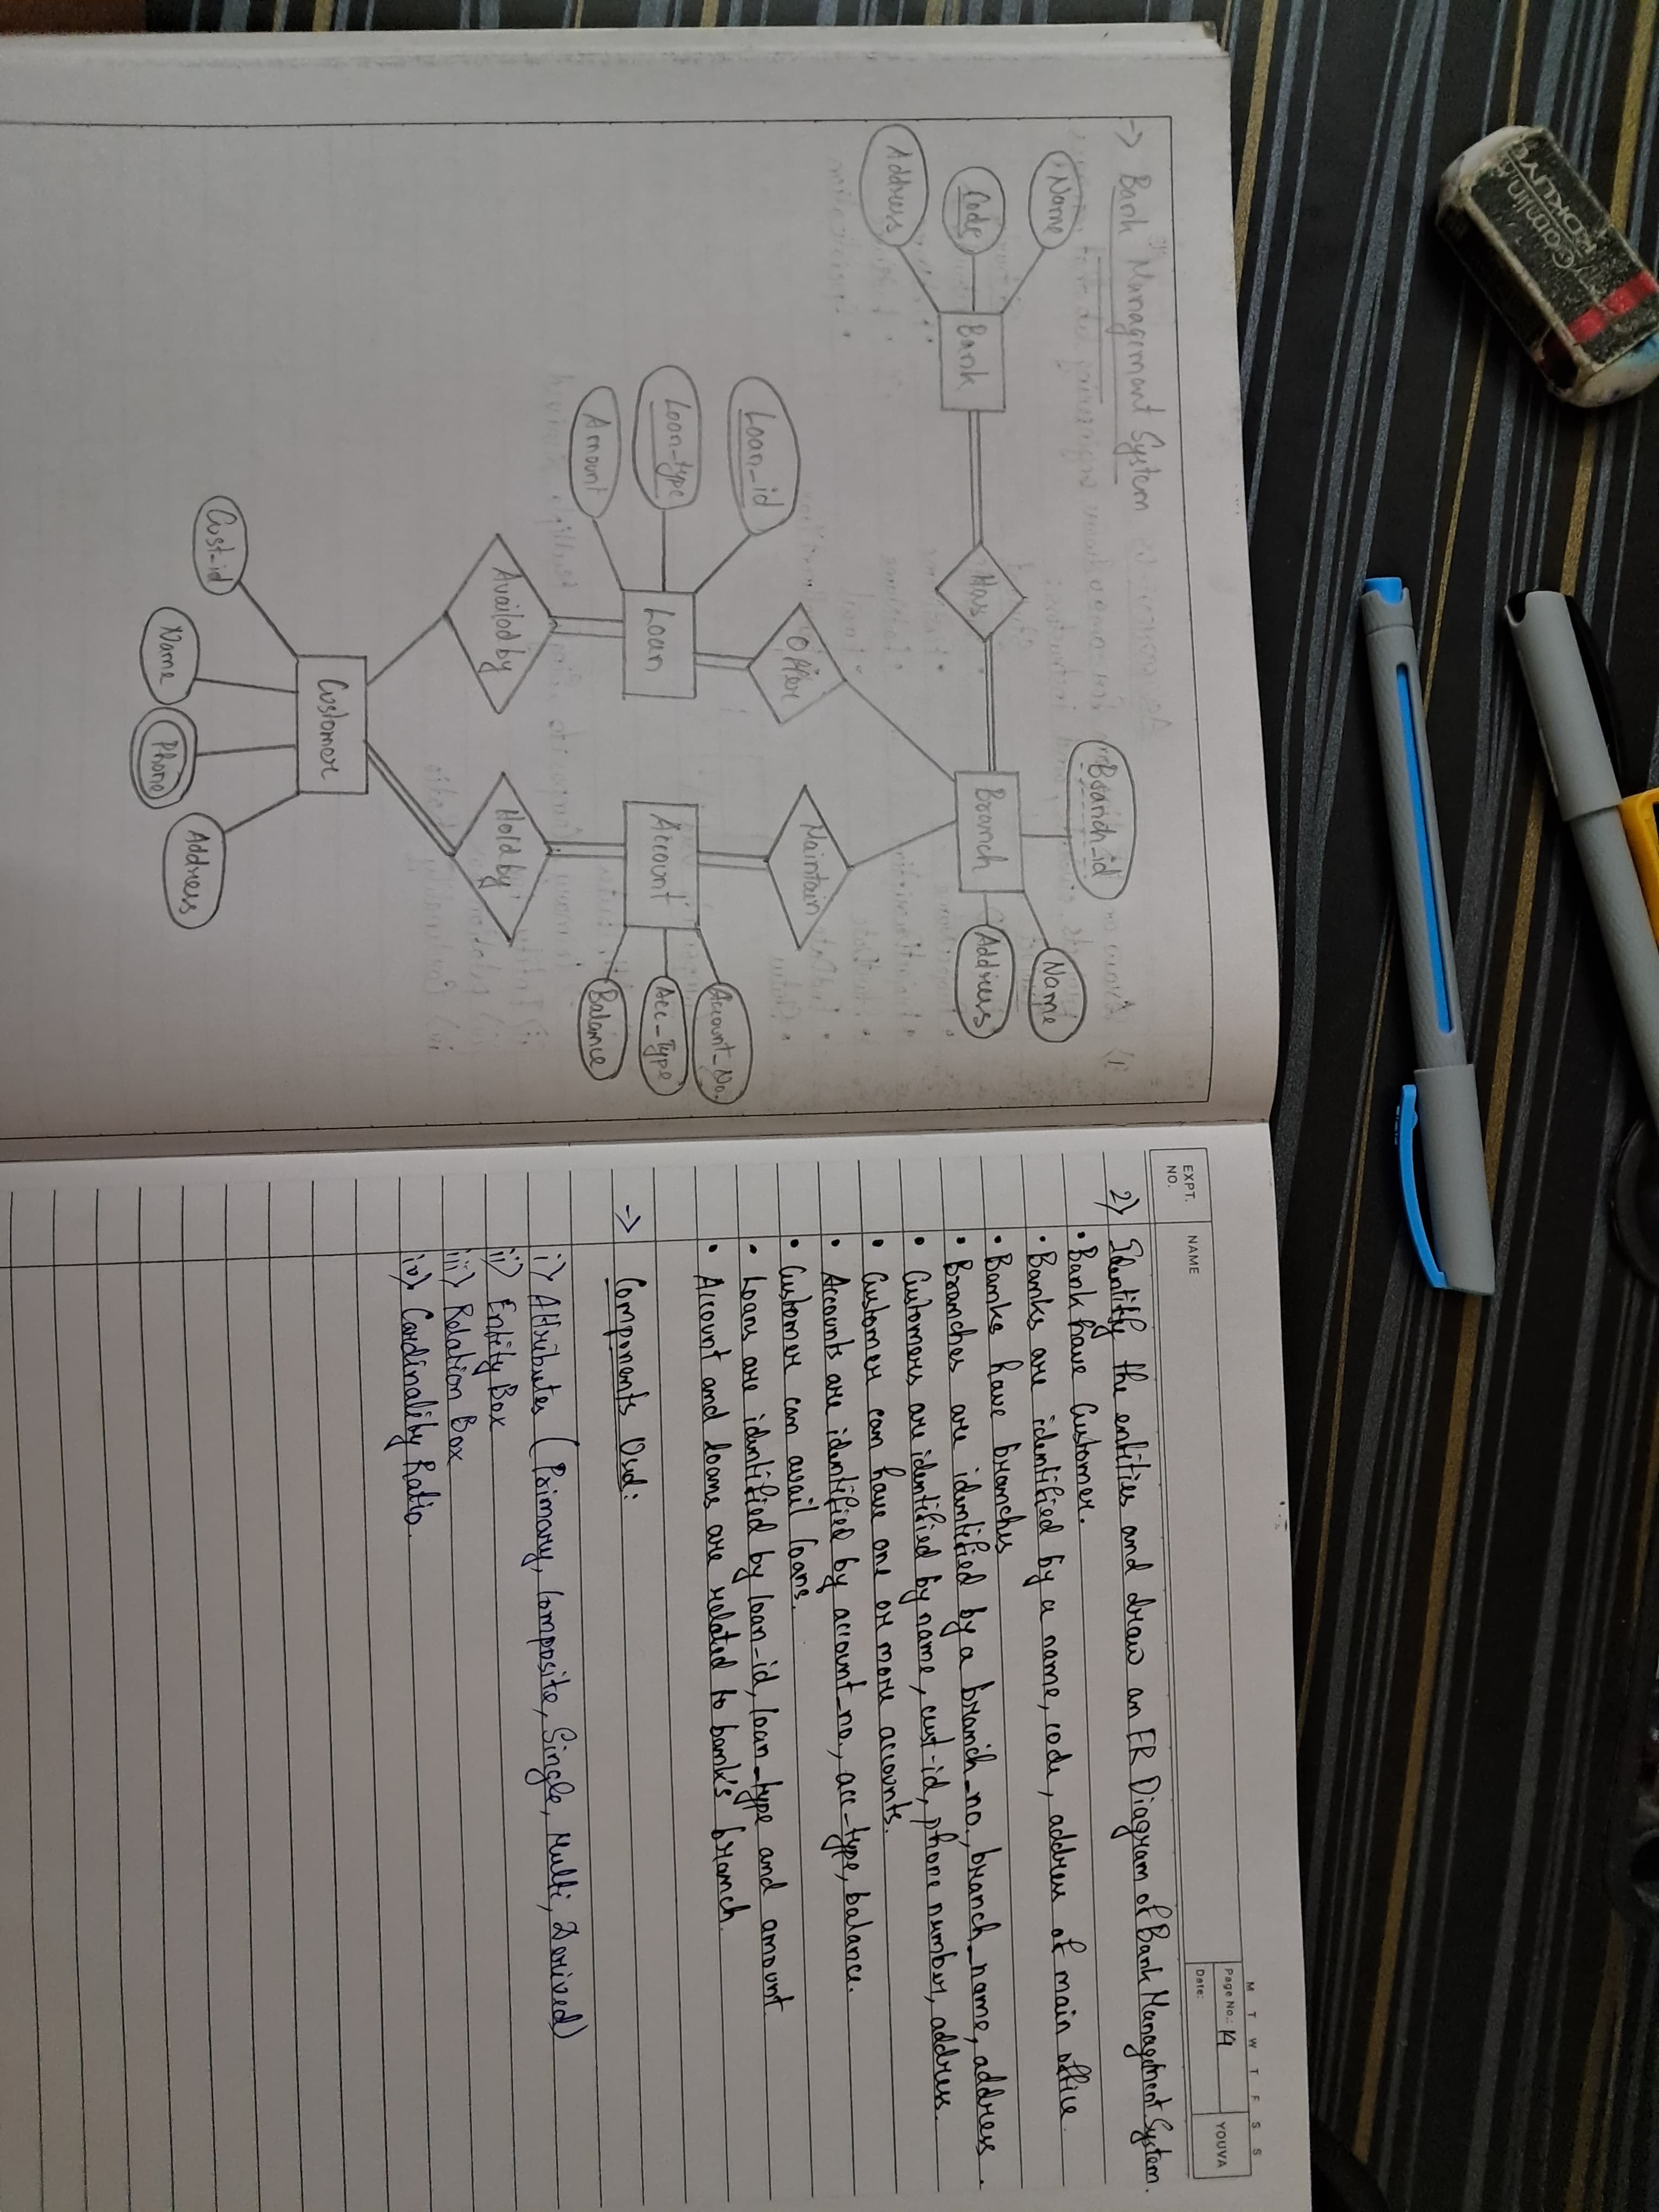 -> Bank Management System
Name
Code
Address
Bank
Has
Branch_id
Name
Address
Branch
Offer
Maintain
Loan_id
Loan_type
Amount
Loan
Account
Account_No.
Acc_Type
Balance
Availed by
Hold by
Customer
Cust_id
Name
Phone
Address
EXPT. NO.
NAME
M T W T F S S
Page No.: 14
Date:
YOUVA
2) Identify the entities and draw an ER Diagram of Bank Management System.
• Bank have Customer.
• Banks are identified by a name, code, address of main office
• Banks have branches
• Branches are identified by a branch_no., branch_name, address.
• Customers are identified by name, cust-id, phone number, address.
• Customer can have one or more accounts.
• Accounts are identified by account_no., acc_type, balance.
• Customer can avail loans.
• Loans are identified by loan-id, loan_type and amount
• Account and loans are related to bank's branch.
-> Components Used:
i) Attributes (Primary, Composite, Single, Multi, Derived)
ii) Entity Box
iii) Relation Box
iv) Cardinality Ratio.